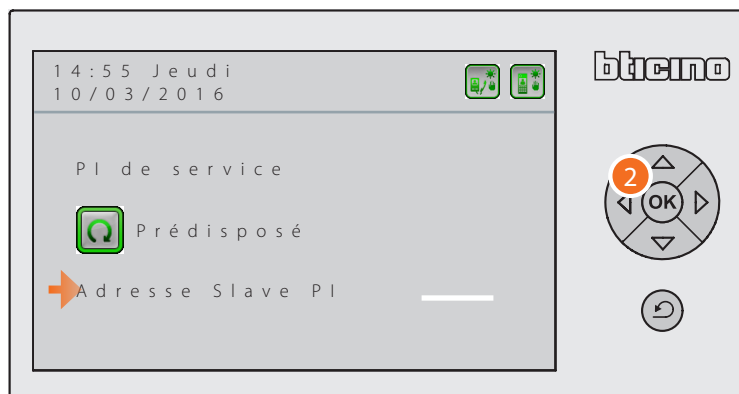 14:55 Jeudi
10/03/2016
bticino
PI de service
2
OK
Prédisposé
Adresse Slave PI